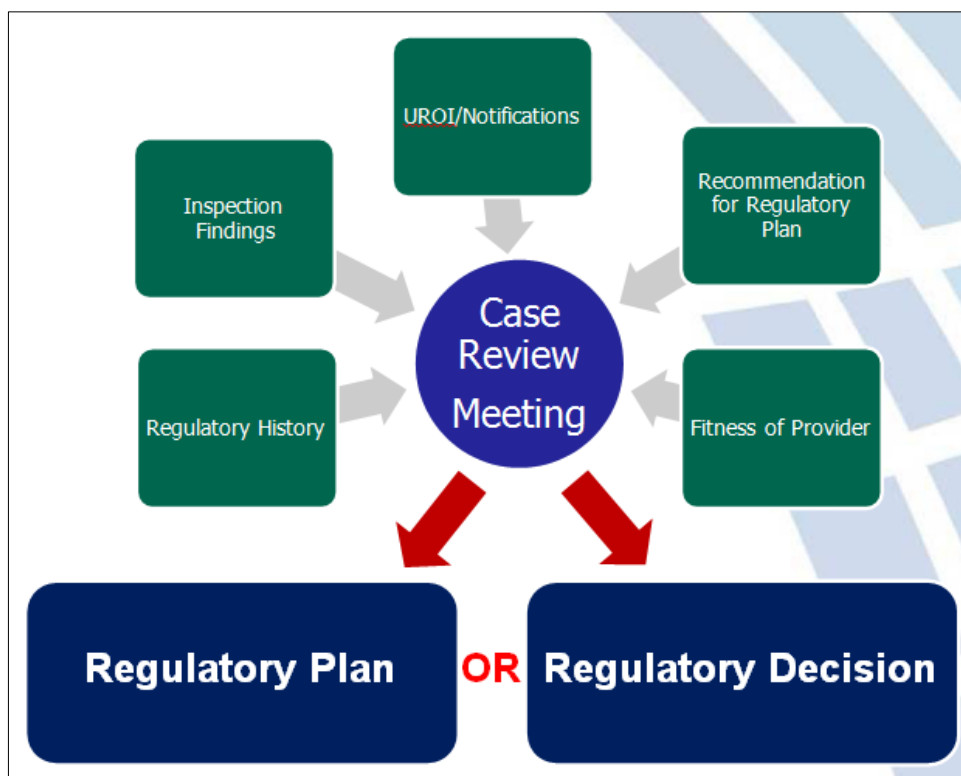 UROI/Notifications
Inspection
Findings
Recommendation
for Regulatory
Plan
Case
Review
Meeting
Regulatory History
Fitness of Provider
Regulatory Plan
OR
Regulatory Decision